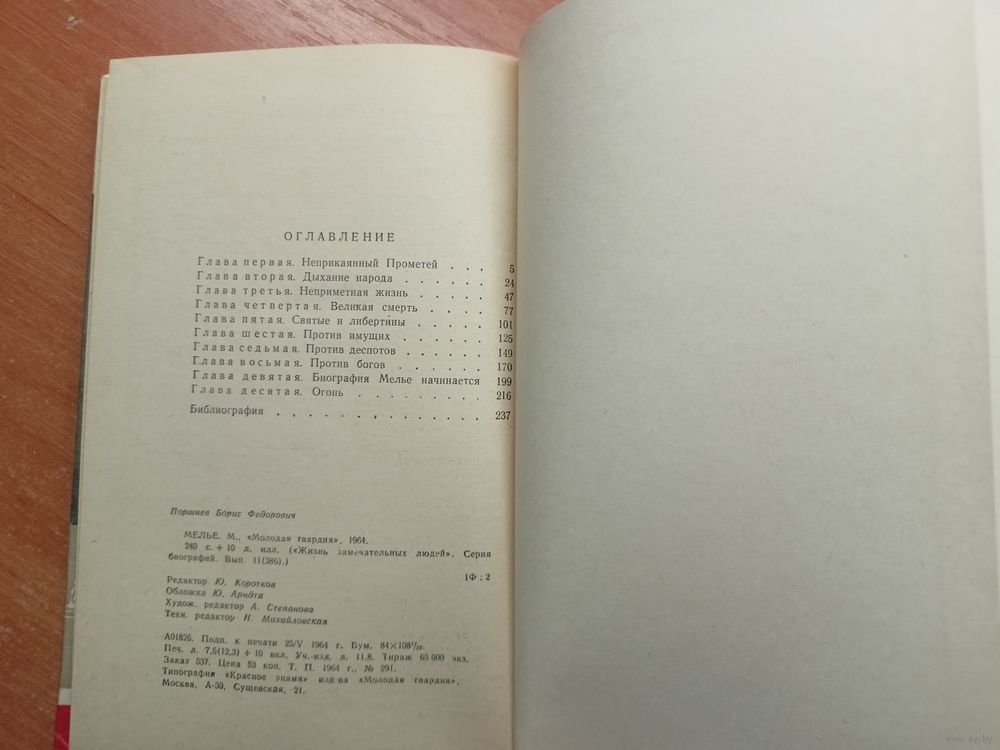 ОГЛАВЛЕНИЕ
Глава первая. Неприкаянный Прометей . . . 5
Глава вторая. Дыхание народа . . . . . . 24
Глава третья. Неприметная жизнь . . . . . 47
Глава четвертая. Великая смерть . . . . 77
Глава пятая. Святые и либертины . . . . . 101
Глава шестая. Против имущих . . . . . . 125
Глава седьмая. Против деспотов . . . . . . 149
Глава восьмая. Против богов . . . . . . 170
Глава девятая. Биография Мелье начинается 199
Глава десятая. Огонь . . . . . . . . 216
Библиография . . . . . . . . . . . . . 237
Поршнев Борис Федорович
МЕЛЬЕ. М., «Молодая гвардия», 1964.
240 с. + 10 л. илл. («Жизнь замечательных людей». Серия
биографий. Вып. 11(386).)
1Ф : 2
Редактор Ю. Коротков
Обложка Ю. Арндта
Худож. редактор А. Степанова
Техн. редактор Н. Михайловская
А01826. Подп. к печати 25/V 1964 г. Бум. 84×108¹/₃₂.
Печ. л. 7,5(12,3) + 10 вкл. Уч.-изд. л. 11,8. Тираж 65 000 экз.
Заказ 537. Цена 53 коп. Т. П. 1964 г., № 291.
Типография «Красное знамя» изд-ва «Молодая гвардия».
Москва, А-30, Сущевская, 21.
www.ay.by